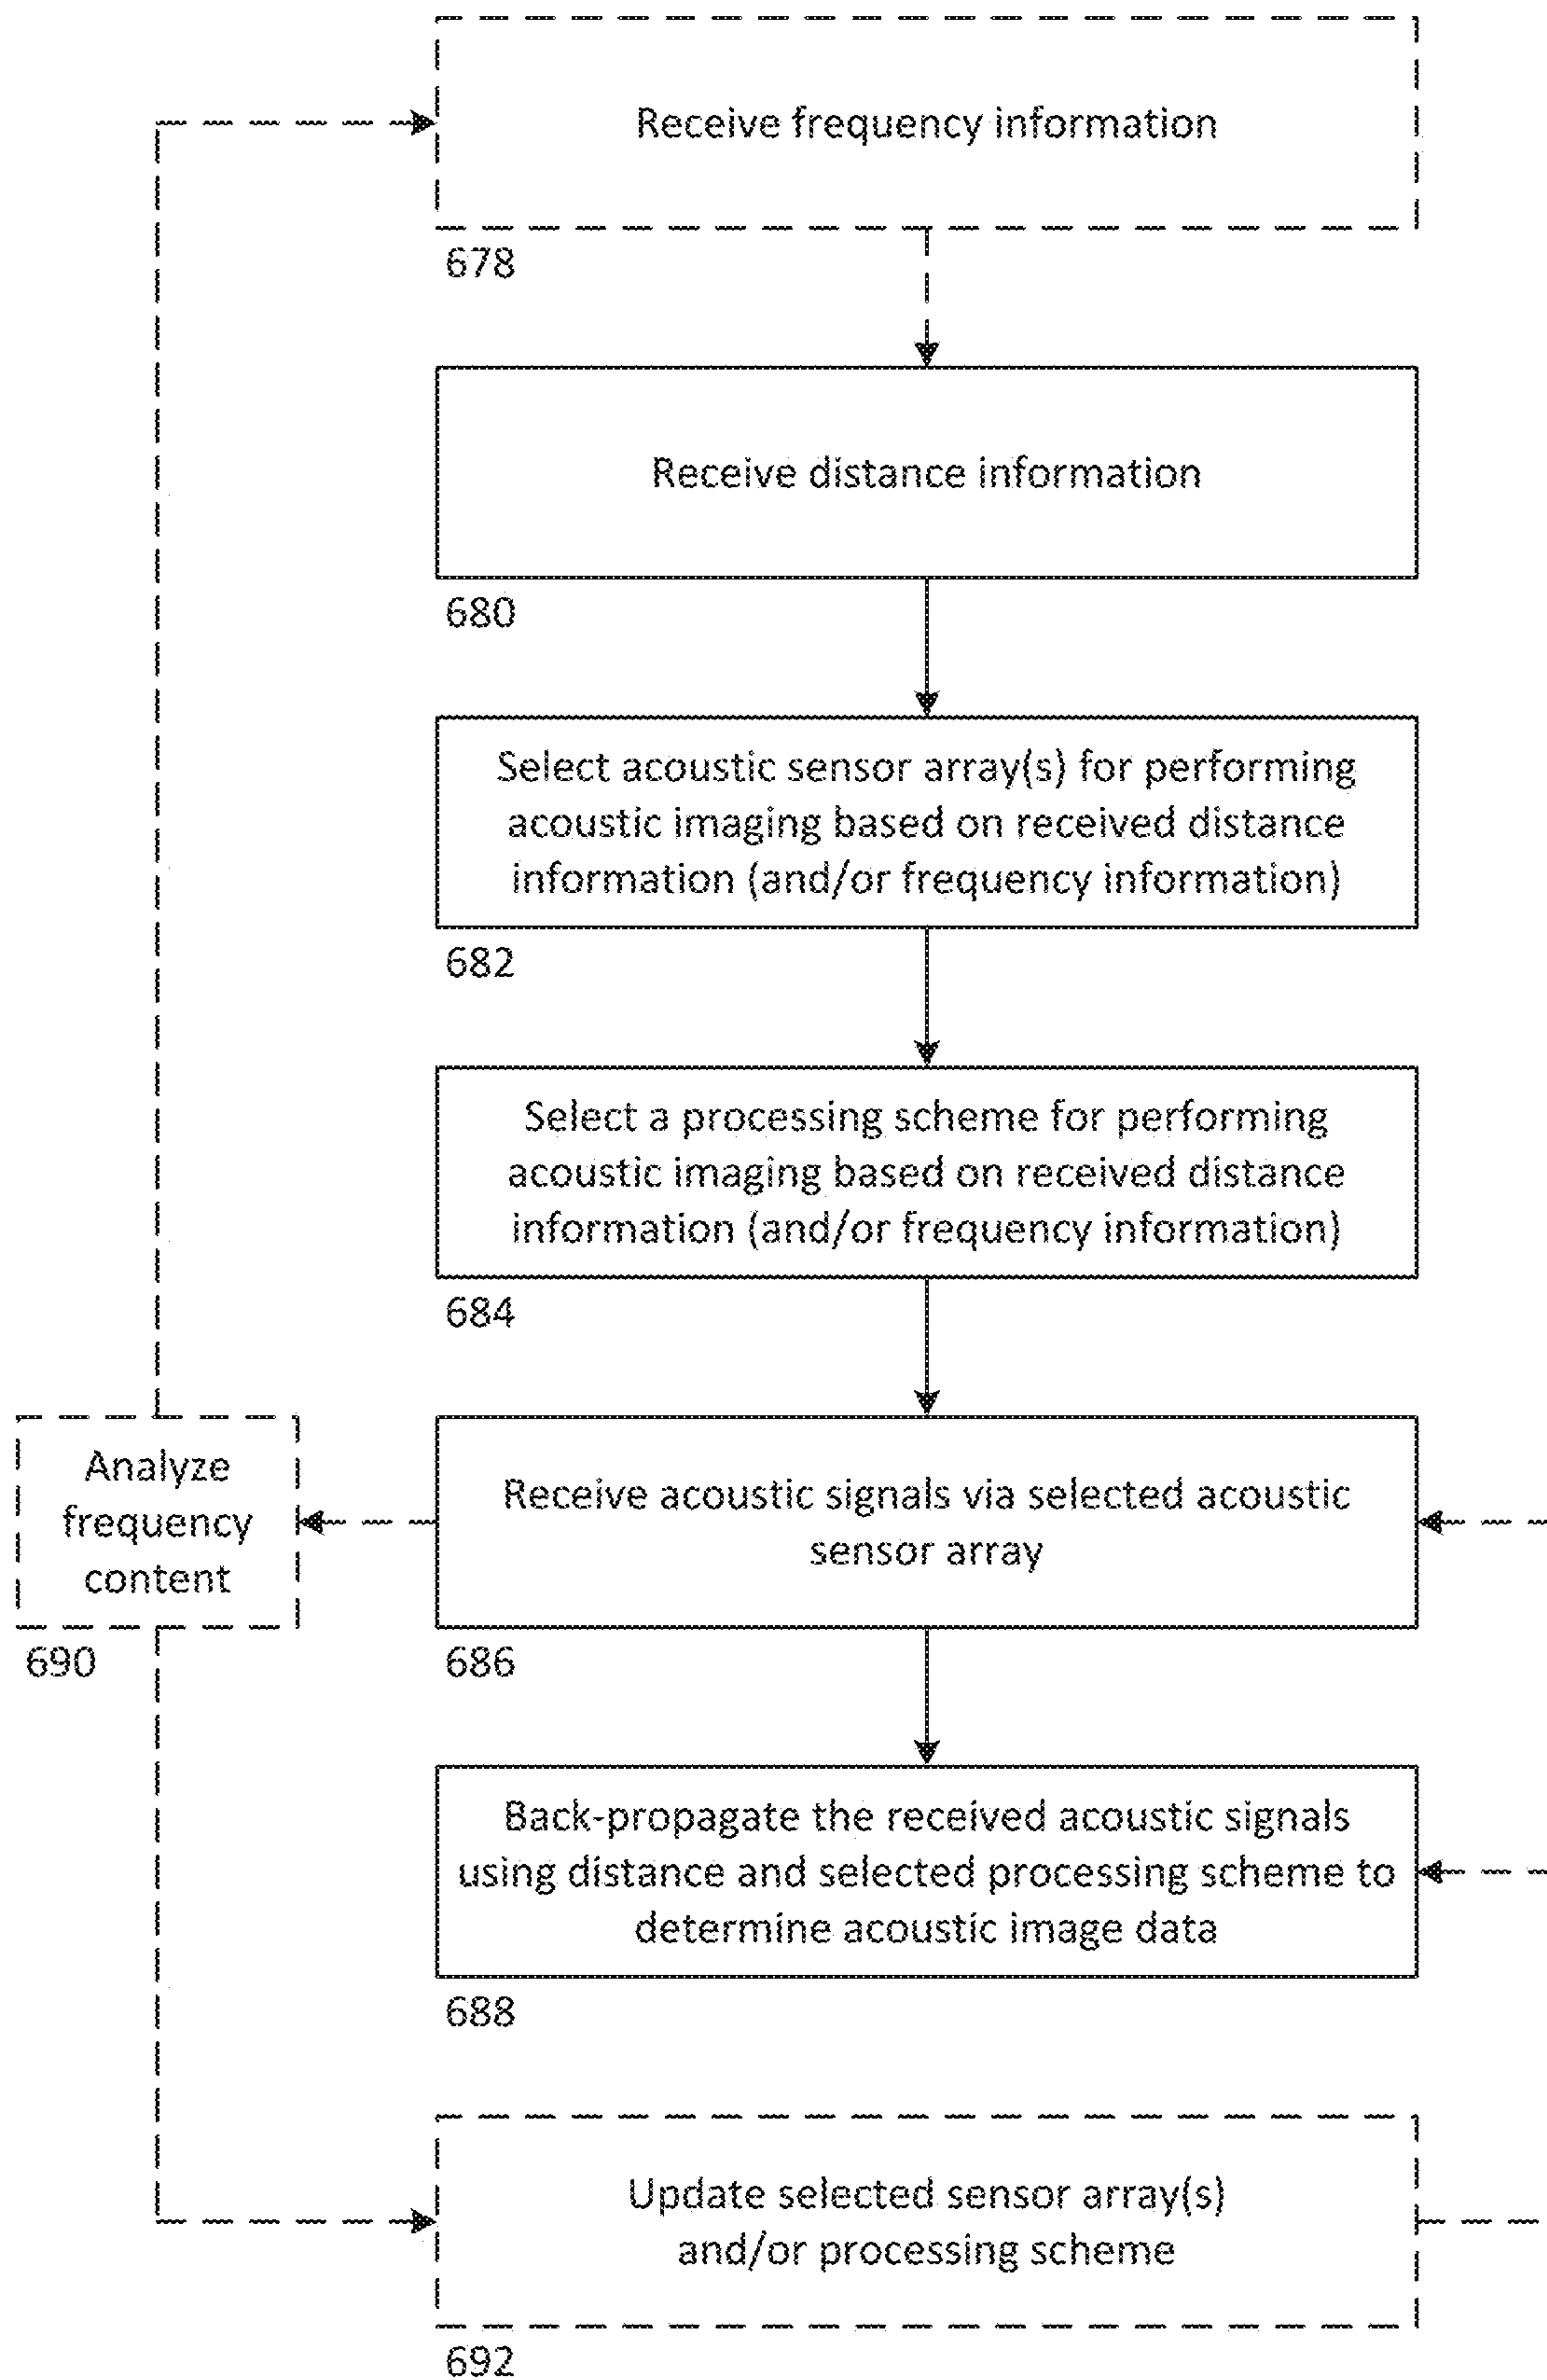 Receive frequency information
678
Receive distance information
680
Select acoustic sensor array(s) for performing
acoustic imaging based on received distance
information (and/or frequency information)
682
Select a processing scheme for performing
acoustic imaging based on received distance
information (and/or frequency information)
684
Analyze
frequency
content
690
Receive acoustic signals via selected acoustic
sensor array
686
Back-propagate the received acoustic signals
using distance and selected processing scheme to
determine acoustic image data
688
Update selected sensor array(s)
and/or processing scheme
692